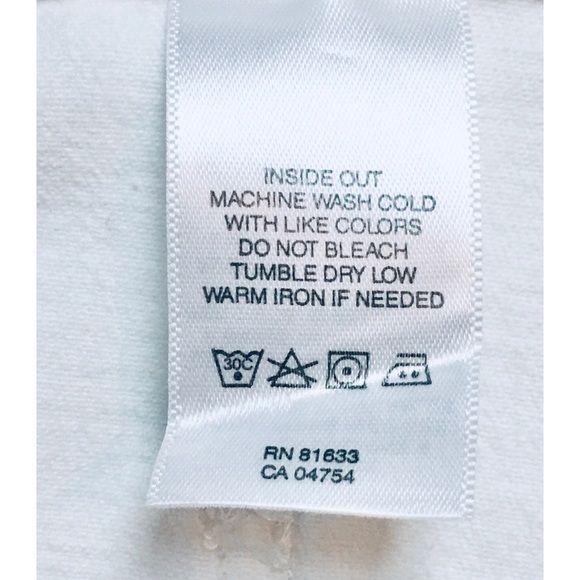 INSIDE OUT
MACHINE WASH COLD
WITH LIKE COLORS
DO NOT BLEACH
TUMBLE DRY LOW
WARM IRON IF NEEDED
30C
RN 81633
CA 04754